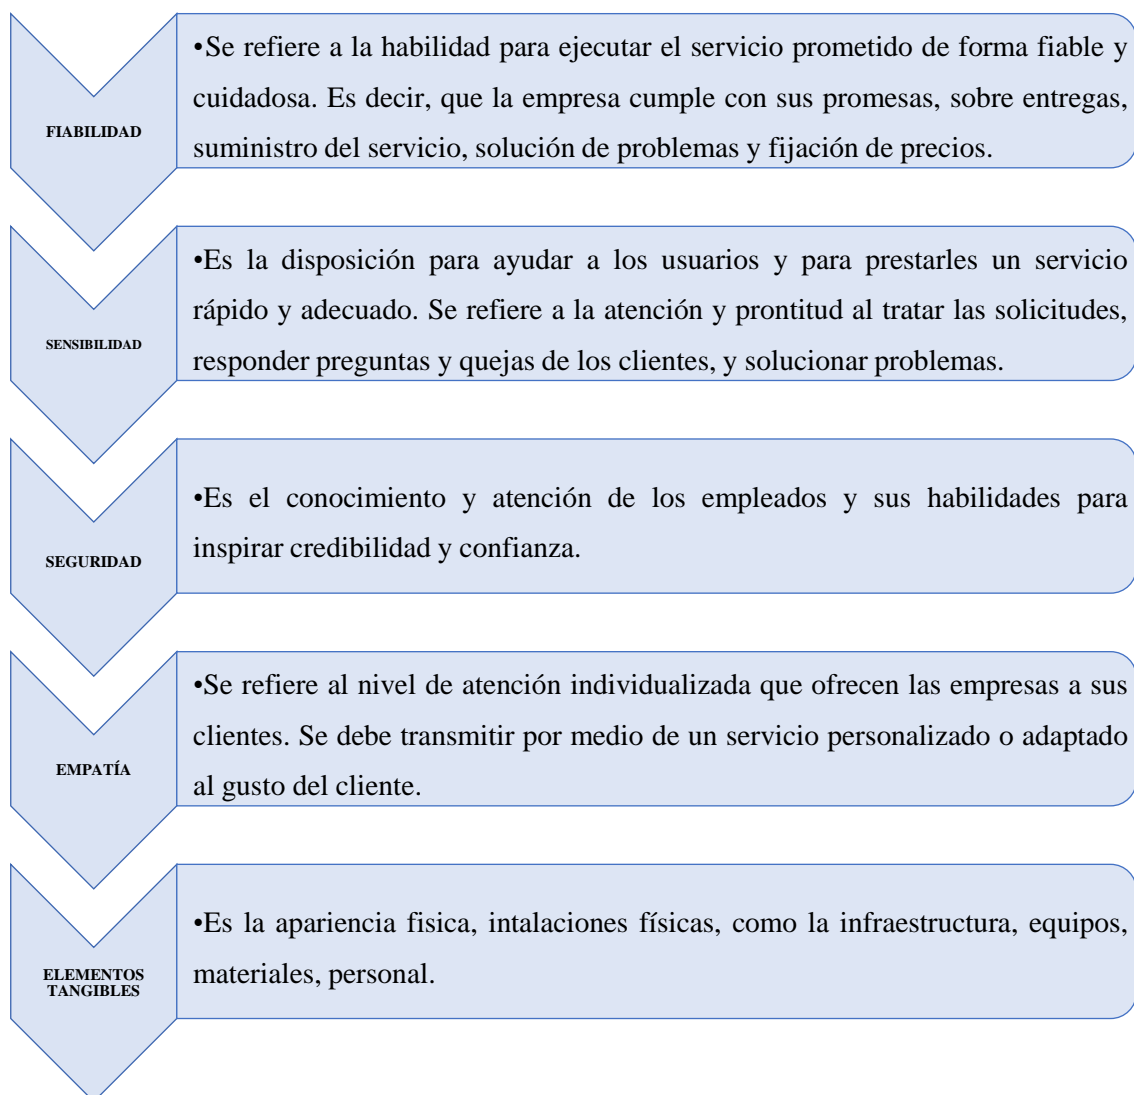 FIABILIDAD
•Se refiere a la habilidad para ejecutar el servicio prometido de forma fiable y
cuidadosa. Es decir, que la empresa cumple con sus promesas, sobre entregas,
suministro del servicio, solución de problemas y fijación de precios.
SENSIBILIDAD
•Es la disposición para ayudar a los usuarios y para prestarles un servicio
rápido y adecuado. Se refiere a la atención y prontitud al tratar las solicitudes,
responder preguntas y quejas de los clientes, y solucionar problemas.
SEGURIDAD
•Es el conocimiento y atención de los empleados y sus habilidades para
inspirar credibilidad y confianza.
EMPATÍA
•Se refiere al nivel de atención individualizada que ofrecen las empresas a sus
clientes. Se debe transmitir por medio de un servicio personalizado o adaptado
al gusto del cliente.
ELEMENTOS
TANGIBLES
•Es la apariencia fisica, intalaciones físicas, como la infraestructura, equipos,
materiales, personal.